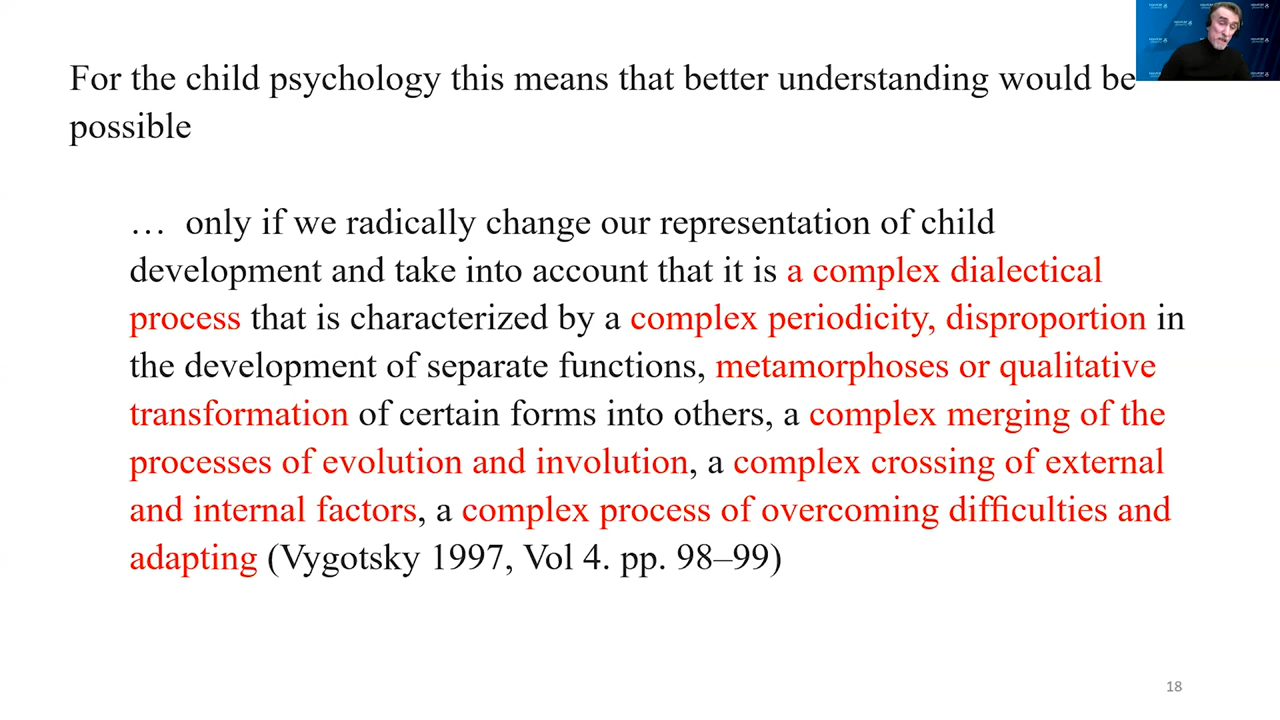 For the child psychology this means that better understanding would be
possible
… only if we radically change our representation of child
development and take into account that it is a complex dialectical
process that is characterized by a complex periodicity, disproportion in
the development of separate functions, metamorphoses or qualitative
transformation of certain forms into others, a complex merging of the
processes of evolution and involution, a complex crossing of external
and internal factors, a complex process of overcoming difficulties and
adapting (Vygotsky 1997, Vol 4. pp. 98–99)
18